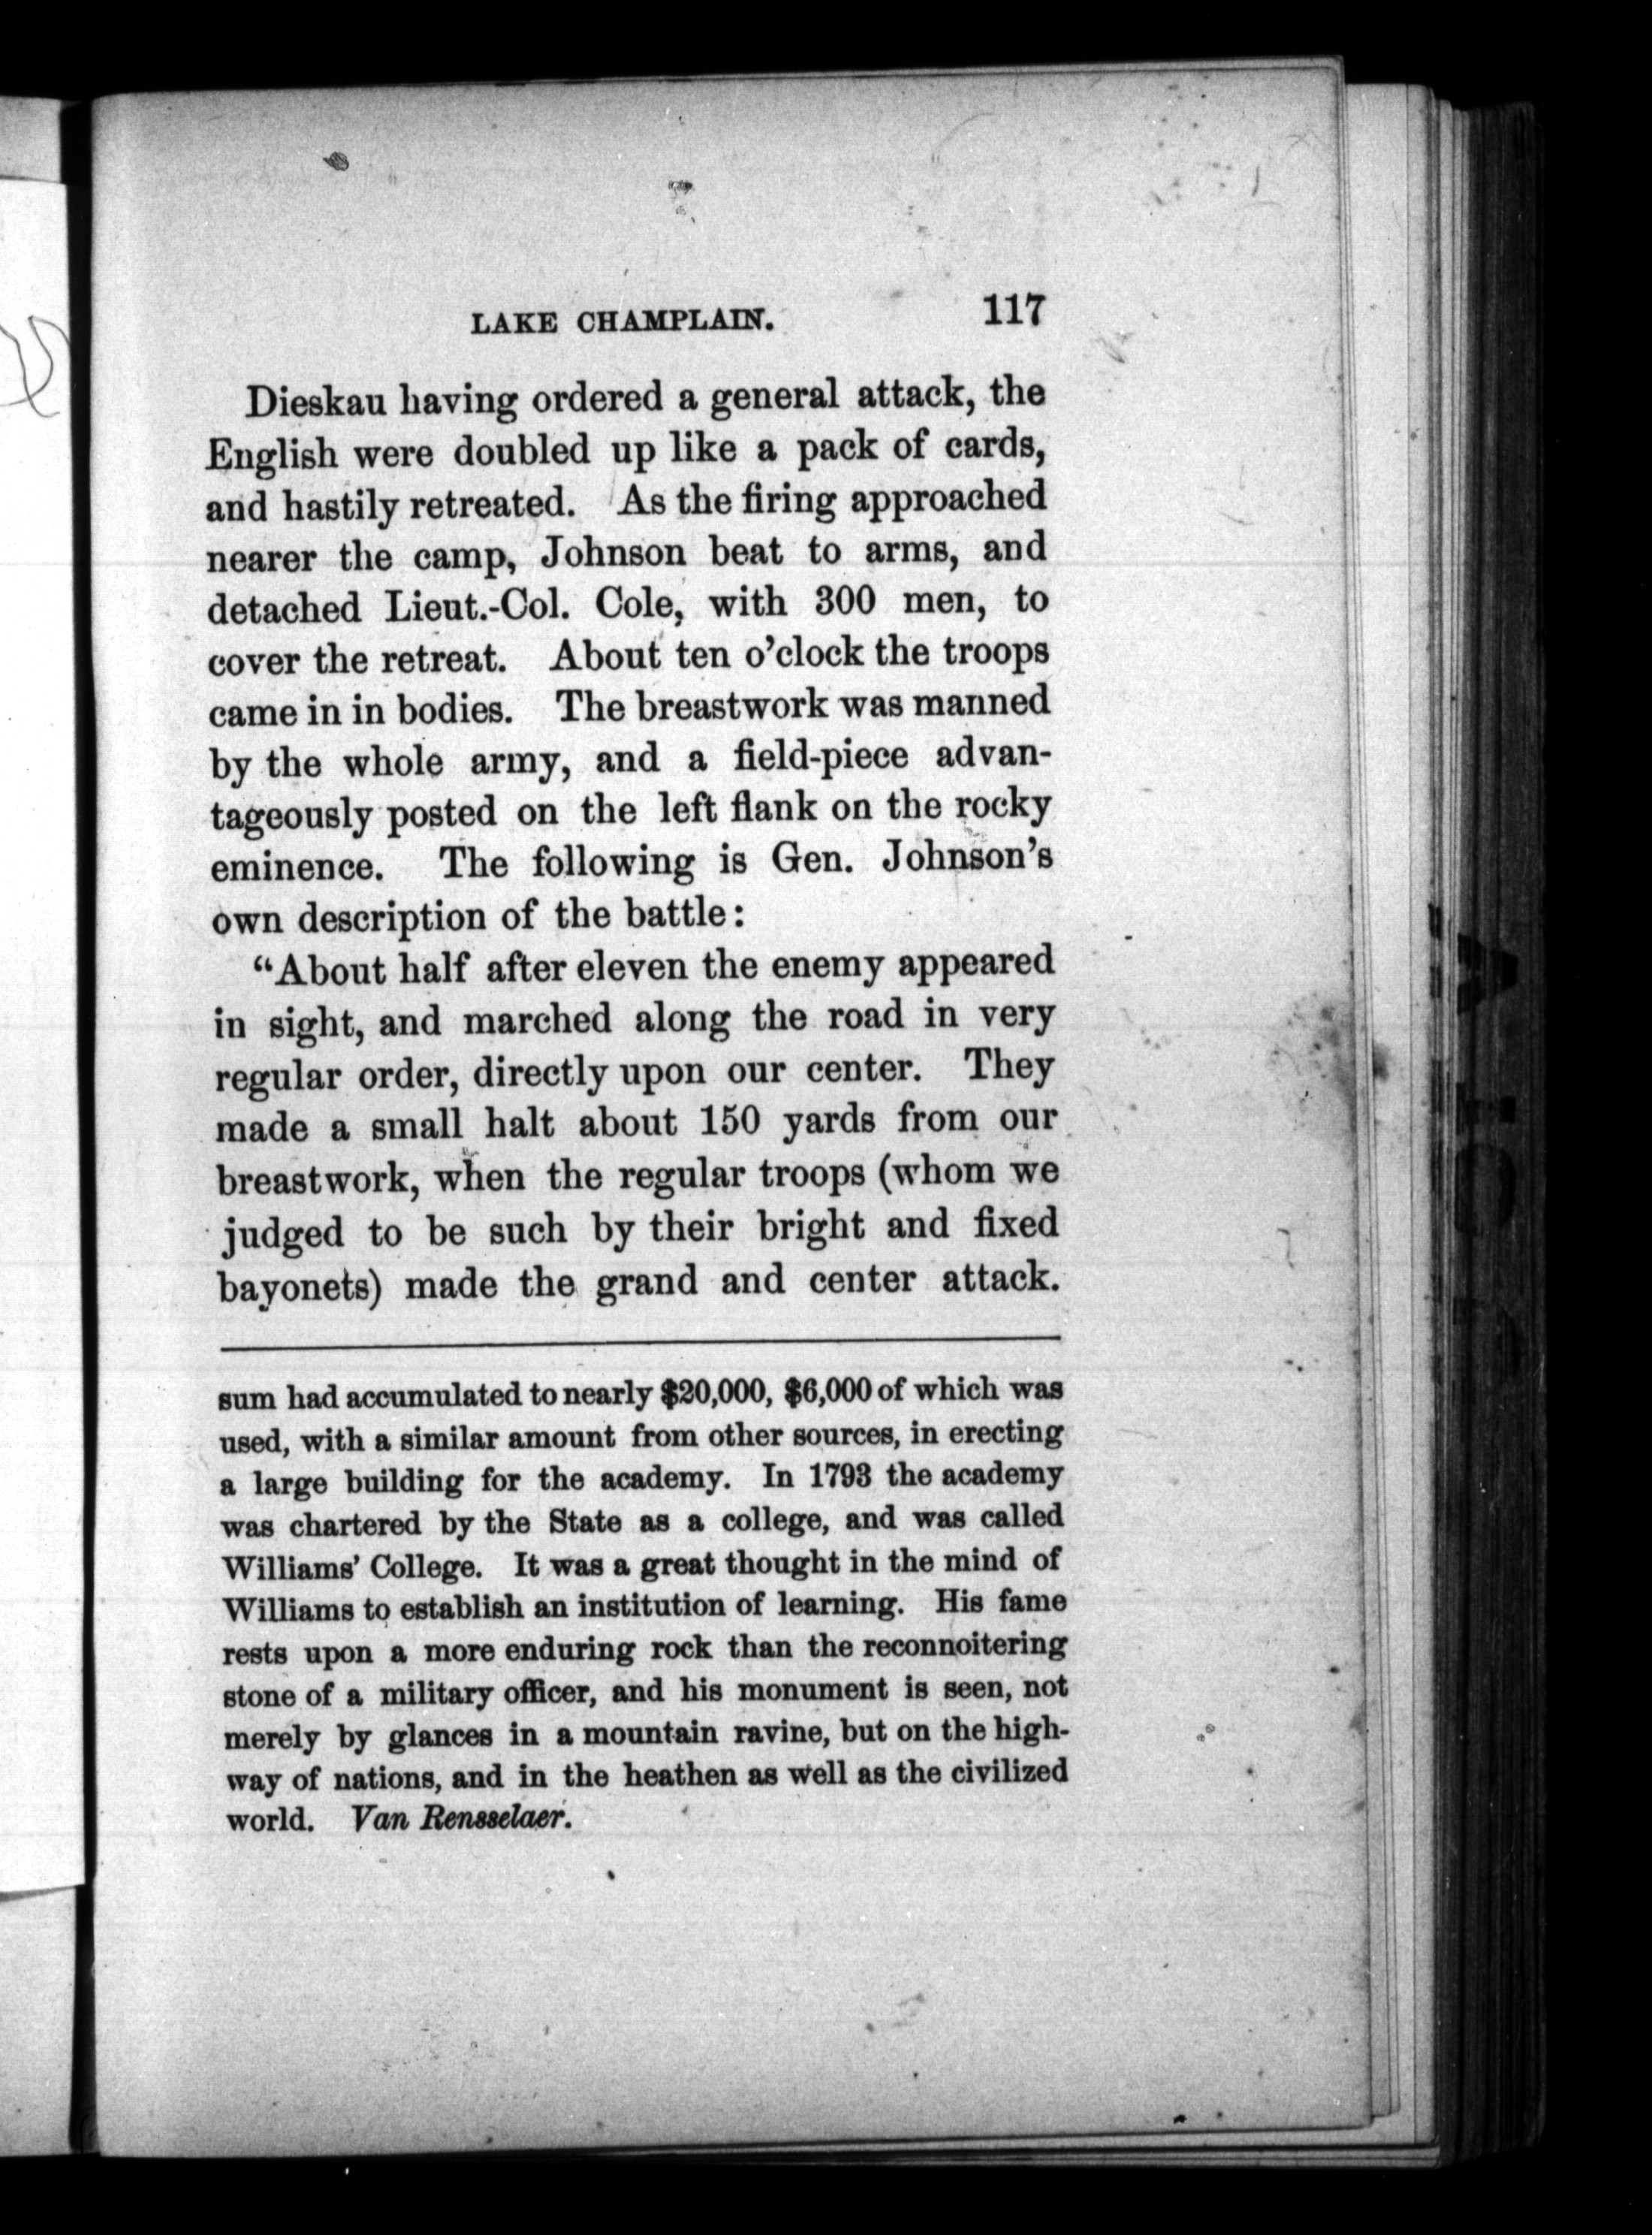 LAKE CHAMPLAIN. 117
Dieskau having ordered a general attack, the
English were doubled up like a pack of cards,
and hastily retreated. As the firing approached
nearer the camp, Johnson beat to arms, and
detached Lieut.-Col. Cole, with 300 men, to
cover the retreat. About ten o'clock the troops
came in in bodies. The breastwork was manned
by the whole army, and a field-piece advan-
tageously posted on the left flank on the rocky
eminence. The following is Gen. Johnson's
own description of the battle:
"About half after eleven the enemy appeared
in sight, and marched along the road in very
regular order, directly upon our center. They
made a small halt about 150 yards from our
breastwork, when the regular troops (whom we
judged to be such by their bright and fixed
bayonets) made the grand and center attack.
sum had accumulated to nearly $20,000, $6,000 of which was
used, with a similar amount from other sources, in erecting
a large building for the academy. In 1793 the academy
was chartered by the State as a college, and was called
Williams' College. It was a great thought in the mind of
Williams to establish an institution of learning. His fame
rests upon a more enduring rock than the reconnoitering
stone of a military officer, and his monument is seen, not
merely by glances in a mountain ravine, but on the high-
way of nations, and in the heathen as well as the civilized
world. Van Rensselaer.